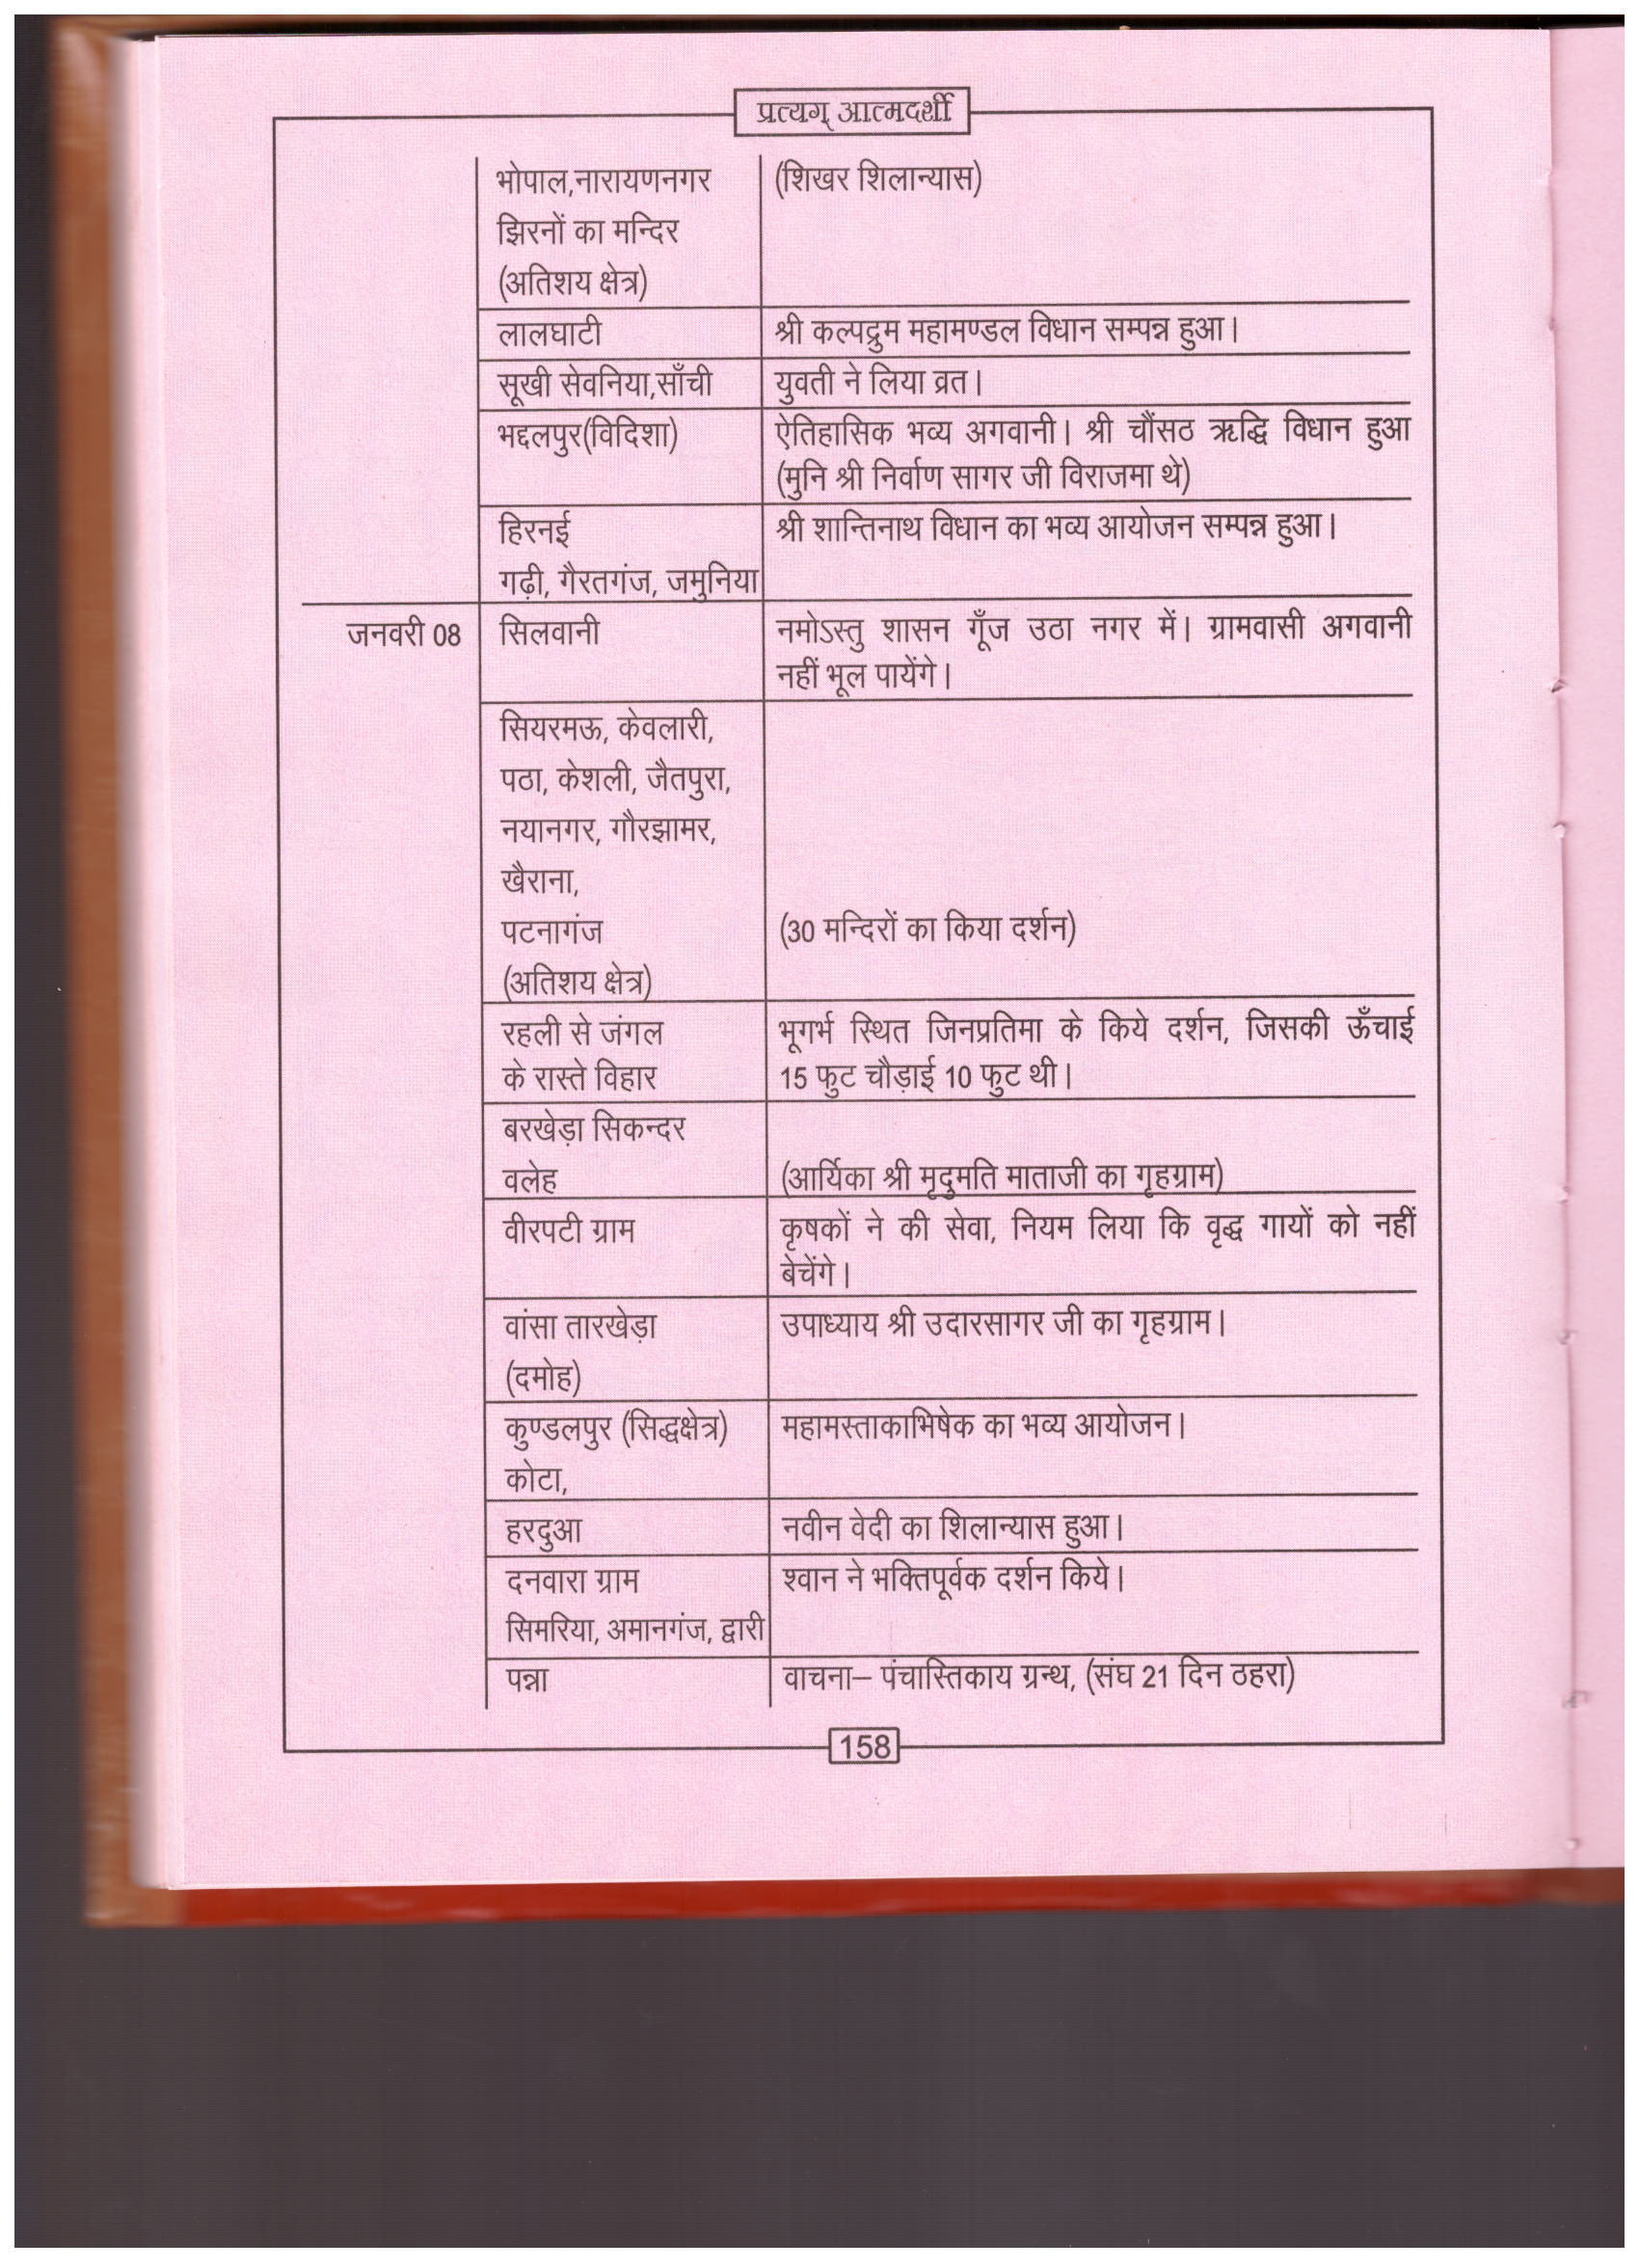 प्रत्यग् आत्मदर्शी
भोपाल,नारायणनगर (शिखर शिलान्यास)
झिरनों का मन्दिर
(अतिशय क्षेत्र)
लालघाटी श्री कल्पद्रुम महामण्डल विधान सम्पन्न हुआ।
सूखी सेवनिया,साँची युवती ने लिया व्रत।
भद्दलपुर(विदिशा) ऐतिहासिक भव्य अगवानी। श्री चौंसठ ऋद्धि विधान हुआ
(मुनि श्री निर्वाण सागर जी विराजमा थे)
हिरनई श्री शान्तिनाथ विधान का भव्य आयोजन सम्पन्न हुआ।
गढ़ी, गैरतगंज, जमुनिया
जनवरी 08 सिलवानी नमोऽस्तु शासन गूँज उठा नगर में। ग्रामवासी अगवानी
नहीं भूल पायेंगे।
सियरमऊ, केवलारी,
पठा, केशली, जैतपुरा,
नयानगर, गौरझामर,
खैराना,
पटनागंज (30 मन्दिरों का किया दर्शन)
(अतिशय क्षेत्र)
रहली से जंगल भूगर्भ स्थित जिनप्रतिमा के किये दर्शन, जिसकी ऊँचाई
के रास्ते विहार 15 फुट चौड़ाई 10 फुट थी।
बरखेड़ा सिकन्दर
वलेह (आर्यिका श्री मृदुमति माताजी का गृहग्राम)
वीरपटी ग्राम कृषकों ने की सेवा, नियम लिया कि वृद्ध गायों को नहीं
बेचेंगे।
वांसा तारखेड़ा उपाध्याय श्री उदारसागर जी का गृहग्राम।
(दमोह)
कुण्डलपुर (सिद्धक्षेत्र) महामस्ताकाभिषेक का भव्य आयोजन।
कोटा,
हरदुआ नवीन वेदी का शिलान्यास हुआ।
दनवारा ग्राम श्वान ने भक्तिपूर्वक दर्शन किये।
सिमरिया, अमानगंज, द्वारी
पन्ना वाचना– पंचास्तिकाय ग्रन्थ, (संघ 21 दिन ठहरा)
158